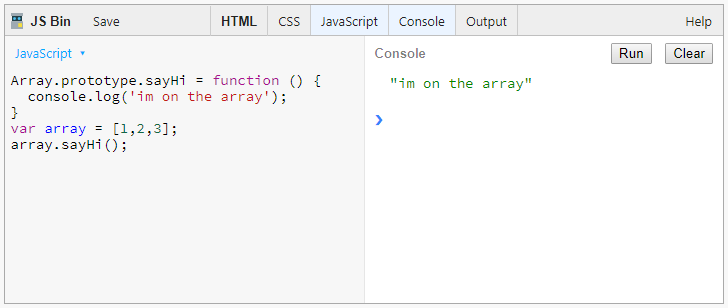 JS Bin Save HTML CSS JavaScript Console Output Help
JavaScript
Array.prototype.sayHi = function () {
  console.log('im on the array');
}
var array = [1,2,3];
array.sayHi();
Console Run Clear
"im on the array"
❯